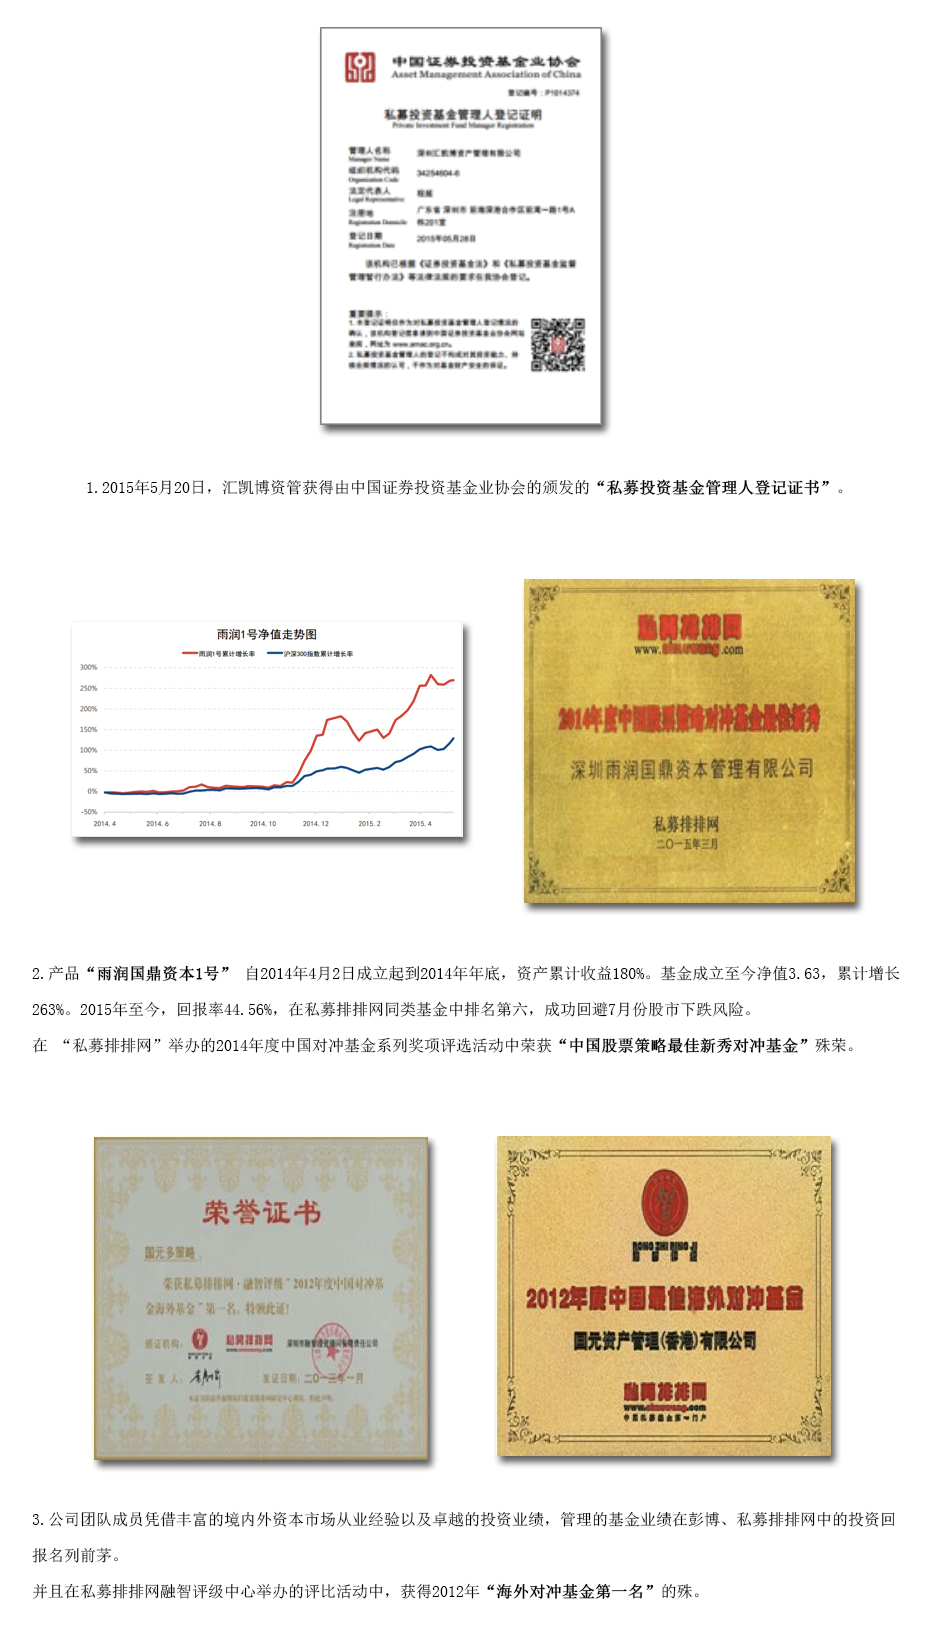 中国证券投资基金业协会
Asset Management Association of China
登记编号：P1014374
私募投资基金管理人登记证明
Private Investment Fund Manager Registration
管理人名称
Manager Name
深圳汇凯博资产管理有限公司
组织机构代码
Organization Code
34254604-6
法定代表人
Legal Representative
注册地
Registration Domicile
广东省 深圳市 前海深港合作区前湾一路1号A
栋201室
登记日期
Registration Date
2015年05月28日
该机构已根据《证券投资基金法》和《私募投资基金监督
管理暂行办法》等法律法规的要求在我协会登记。
重要提示：
1. 本登记证明仅作为对私募投资基金管理人登记情况的
确认，该机构登记信息请到中国证券投资基金业协会网站
查阅，网址为 www.amac.org.cn。
2. 私募投资基金管理人的登记不构成对其投资能力、持
续合规情况的认可，不作为对基金财产安全的保证。
1.2015年5月20日，汇凯博资管获得由中国证券投资基金业协会的颁发的“私募投资基金管理人登记证书”。
雨润1号净值走势图
雨润1号累计增长率 沪深300指数累计增长率
300%
250%
200%
150%
100%
50%
0%
-50%
2014.4 2014.6 2014.8 2014.10 2014.12 2015.2 2015.4
私募排排网
www.simuwang.com
2014年度中国股票策略对冲基金最佳新秀
深圳雨润国鼎资本管理有限公司
私募排排网
二〇一五年三月
2.产品“雨润国鼎资本1号” 自2014年4月2日成立起到2014年年底，资产累计收益180%。基金成立至今净值3.63，累计增长
263%。2015年至今，回报率44.56%，在私募排排网同类基金中排名第六，成功回避7月份股市下跌风险。
在 “私募排排网”举办的2014年度中国对冲基金系列奖项评选活动中荣获“中国股票策略最佳新秀对冲基金”殊荣。
荣誉证书
国元多策略：
荣获私募排排网·融智评级“2012年度中国对冲基
金海外基金”第一名。特颁此证！
颁证机构：
私募排排网
www.simuwang.com
签 发 人：
发证日期：二〇一三年一月
RONG ZHI PING JI
融智评级
2012年度中国最佳海外对冲基金
国元资产管理(香港)有限公司
私募排排网
www.simuwang.com
中国私募基金第一门户
3.公司团队成员凭借丰富的境内外资本市场从业经验以及卓越的投资业绩，管理的基金业绩在彭博、私募排排网中的投资回
报名列前茅。
并且在私募排排网融智评级中心举办的评比活动中，获得2012年“海外对冲基金第一名”的殊。